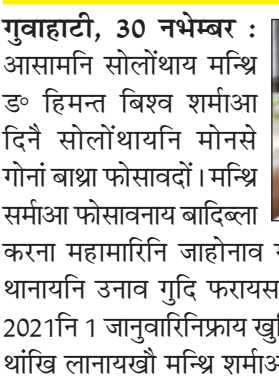 गुवाहाटी, 30 नभेम्बर :
आसामनि सोलोंथाय मन्थ्रि
ड॰ हिमन्त बिश्व शर्माआ
दिनै सोलोंथायनि मोनसे
गोनां बाथ्रा फोसावदों। मन्थ्रि
सर्माआ फोसावनाय बादिब्ला
करना महामारिनि जाहोनाव
थानायनि उनाव गुदि फरायस
2021नि 1 जानुवारिनिफ्राय
थांखि लानायखौ मन्थ्रि शर्माआ